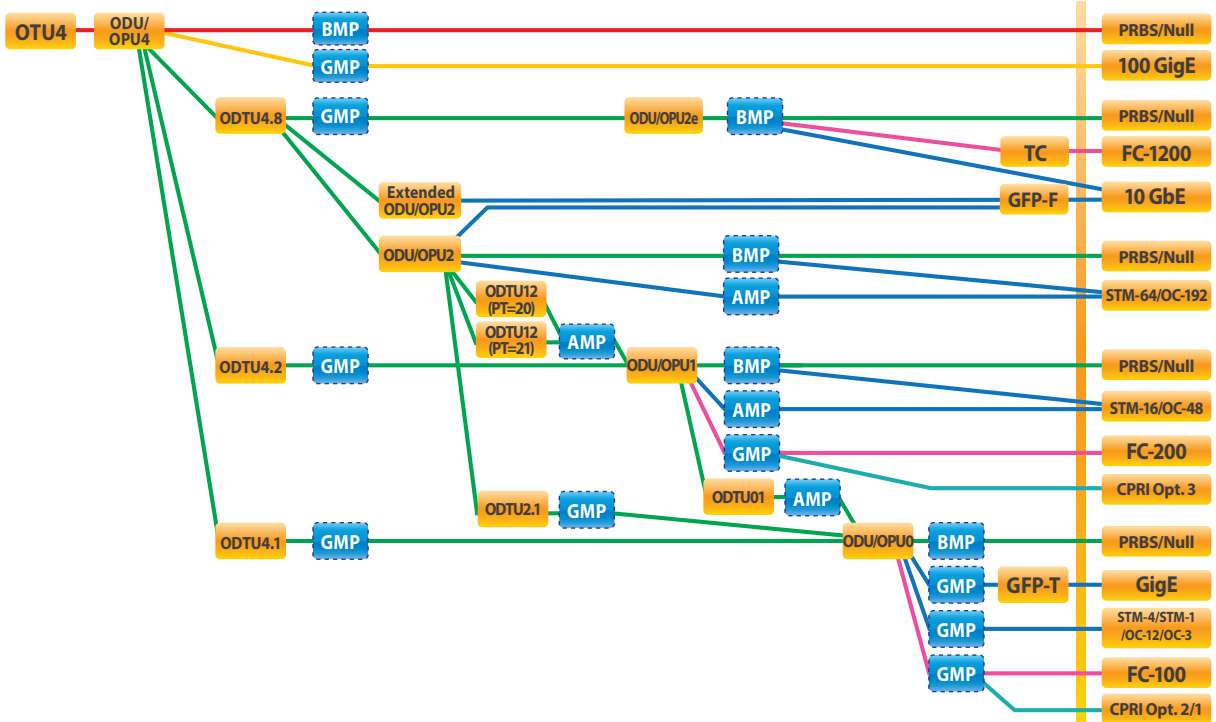 OTU4
ODU/
OPU4
BMP
PRBS/Null
GMP
100 GigE
ODTU4.8
GMP
ODU/OPU2e
BMP
PRBS/Null
TC
FC-1200
Extended
ODU/OPU2
GFP-F
10 GbE
ODU/OPU2
BMP
PRBS/Null
ODTU12
(PT=20)
AMP
STM-64/OC-192
ODTU12
(PT=21)
AMP
ODTU4.2
GMP
ODU/OPU1
BMP
PRBS/Null
AMP
STM-16/OC-48
GMP
FC-200
ODTU01
AMP
CPRI Opt. 3
ODTU2.1
GMP
ODTU4.1
GMP
ODU/OPU0
BMP
PRBS/Null
GMP
GFP-T
GigE
GMP
STM-4/STM-1
/OC-12/OC-3
GMP
FC-100
CPRI Opt. 2/1